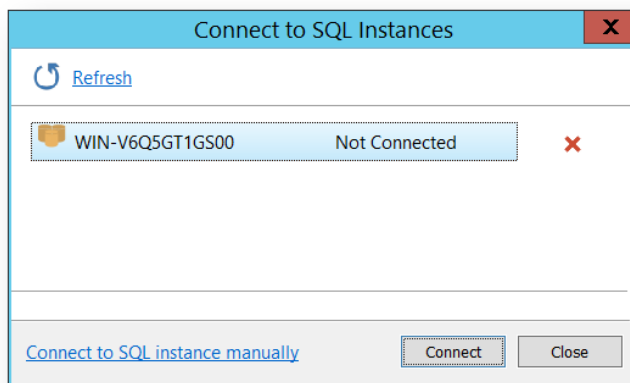 Connect to SQL Instances
X
Refresh
WIN-V6Q5GT1GS00 Not Connected
Connect to SQL instance manually Connect Close